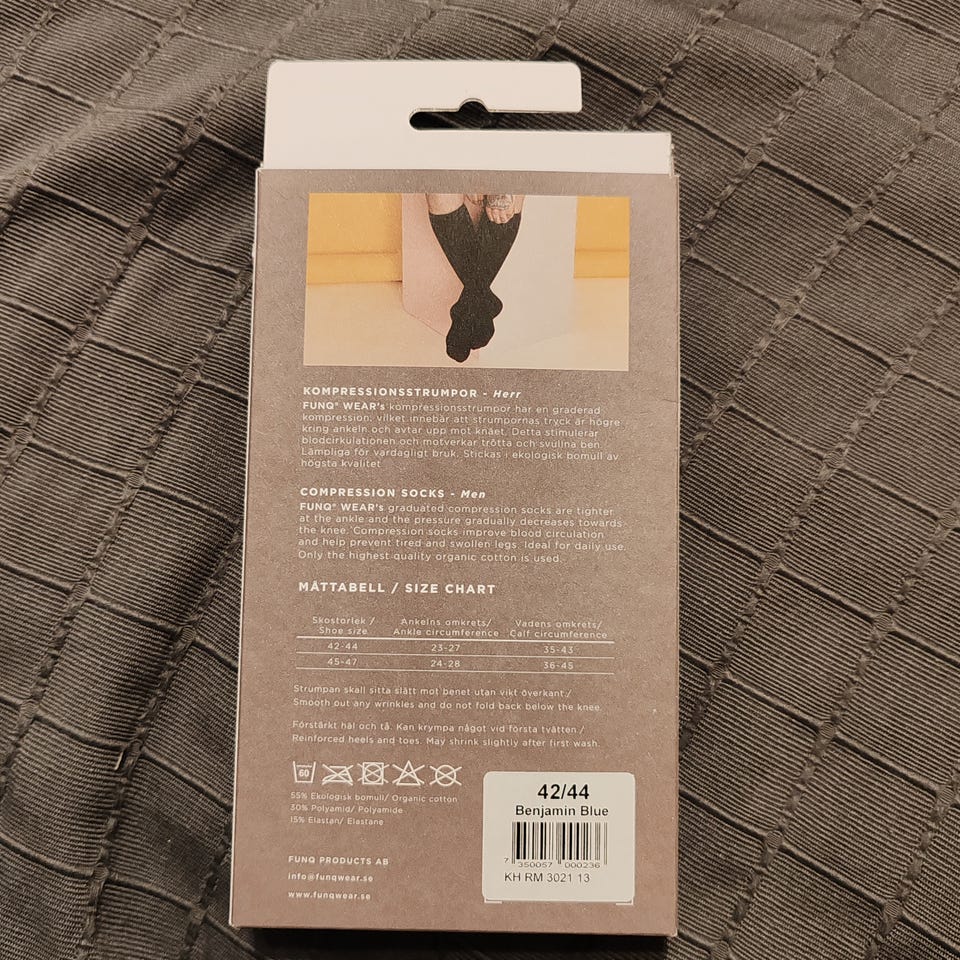 KOMPRESSIONSSTRUMPOR - Herr
FUNQ® WEAR's kompressionsstrumpor har en graderad
kompression; vilket innebär att strumpornas tryck är högre
kring ankeln och avtar upp mot knäet. Detta stimulerar
blodcirkulationen och motverkar trötta och svullna ben.
Lämpliga för vardagligt bruk. Stickas i ekologisk bomull av
högsta kvalitet
COMPRESSION SOCKS - Men
FUNQ® WEAR's graduated compression socks are tighter
at the ankle and the pressure gradually decreases towards
the knee. Compression socks improve blood circulation
and help prevent tired and swollen legs. Ideal for daily use.
Only the highest quality organic cotton is used.
MÅTTABELL / SIZE CHART
Skostorlek / Ankelns omkrets/ Vadens omkrets/
Shoe size Ankle circumference Calf circumference
42-44 23-27 35-43
45-47 24-28 36-45
Strumpan skall sitta slätt mot benet utan vikt överkant./
Smooth out any wrinkles and do not fold back below the knee.
Förstärkt häl och tå. Kan krympa något vid första tvätten./
Reinforced heels and toes. May shrink slightly after first wash.
60
55% Ekologisk bomull/ Organic cotton
30% Polyamid/ Polyamide
15% Elastan/ Elastane
FUNQ PRODUCTS AB
info@funqwear.se
www.funqwear.se
42/44
Benjamin Blue
7 350057 000236
KH RM 3021 13